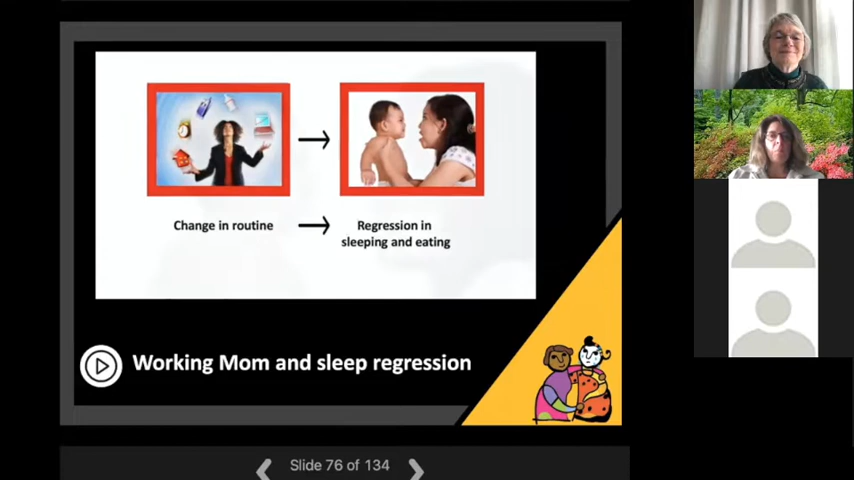 Change in routine
Regression in
sleeping and eating
Working Mom and sleep regression
Slide 76 of 134